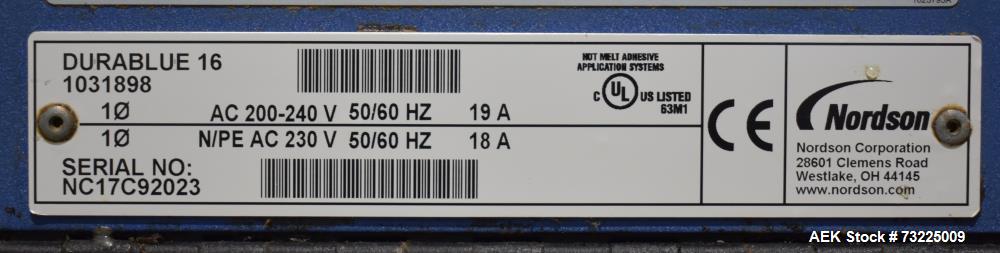 1023793A
DURABLUE 16
1031898
1Ø AC 200-240 V 50/60 HZ 19 A
1Ø N/PE AC 230 V 50/60 HZ 18 A
SERIAL NO:
NC17C92023
HOT MELT ADHESIVE
APPLICATION SYSTEMS
C UL US LISTED
63M1
CE
Nordson
Nordson Corporation
28601 Clemens Road
Westlake, OH 44145
www.nordson.com
AEK Stock # 73225009